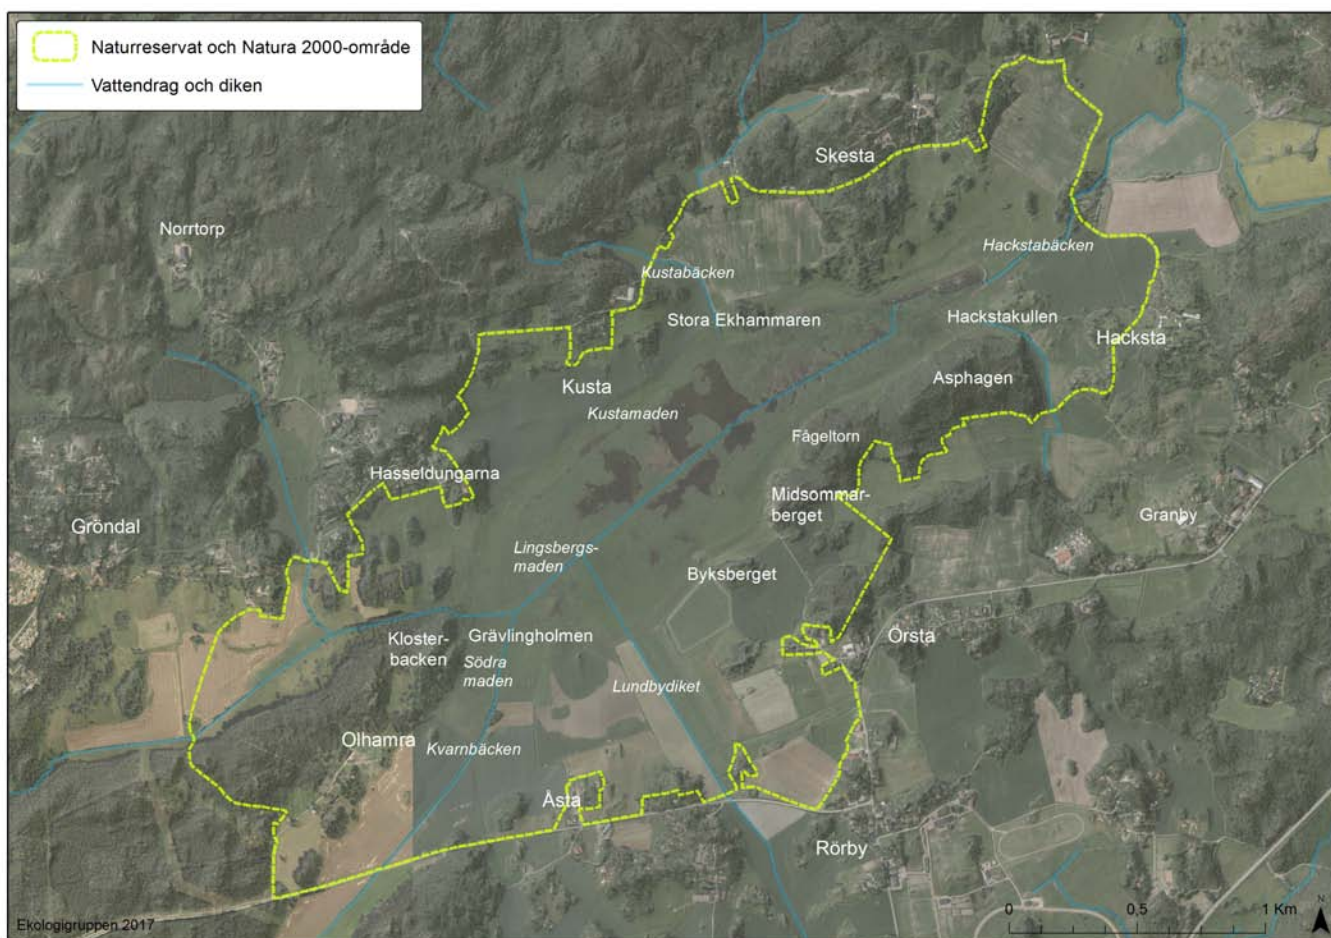 Naturreservat och Natura 2000-område
Vattendrag och diken
Skesta
Norrtorp
Hackstabäcken
Kustabäcken
Stora Ekhammaren
Hackstakullen
Hacksta
Kusta
Asphagen
Kustamaden
Fågeltorn
Hasseldungarna
Midsommar-
berget
Granby
Gröndal
Lingsbergs-
maden
Byksberget
Kloster-
backen
Grävlingholmen
Örsta
Södra
maden
Lundbydiket
Olhamra
Kvarnbäcken
Åsta
Rörby
Ekologigruppen 2017
0 0,5 1 Km
N